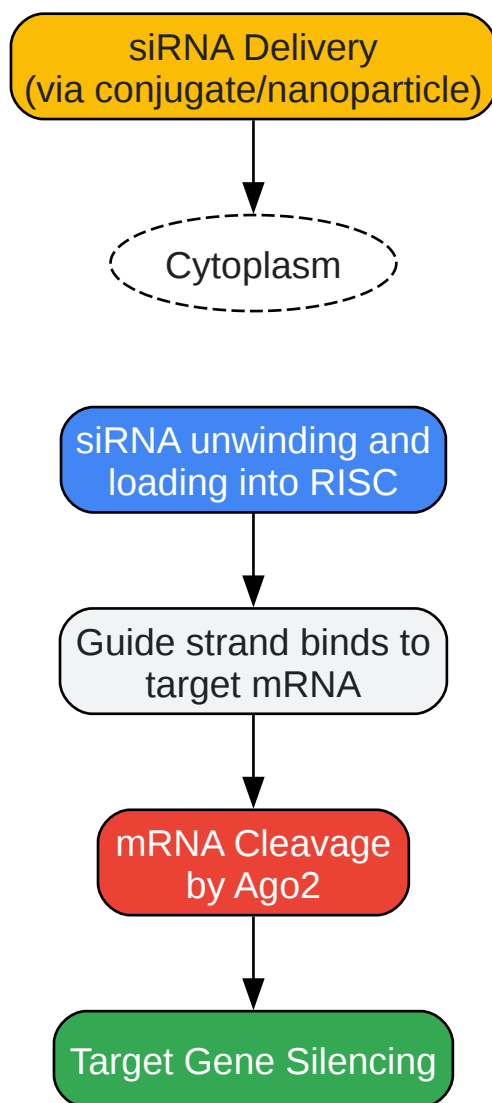 siRNA Delivery
(via conjugate/nanoparticle)
Cytoplasm
siRNA unwinding and
loading into RISC
Guide strand binds to
target mRNA
mRNA Cleavage
by Ago2
Target Gene Silencing